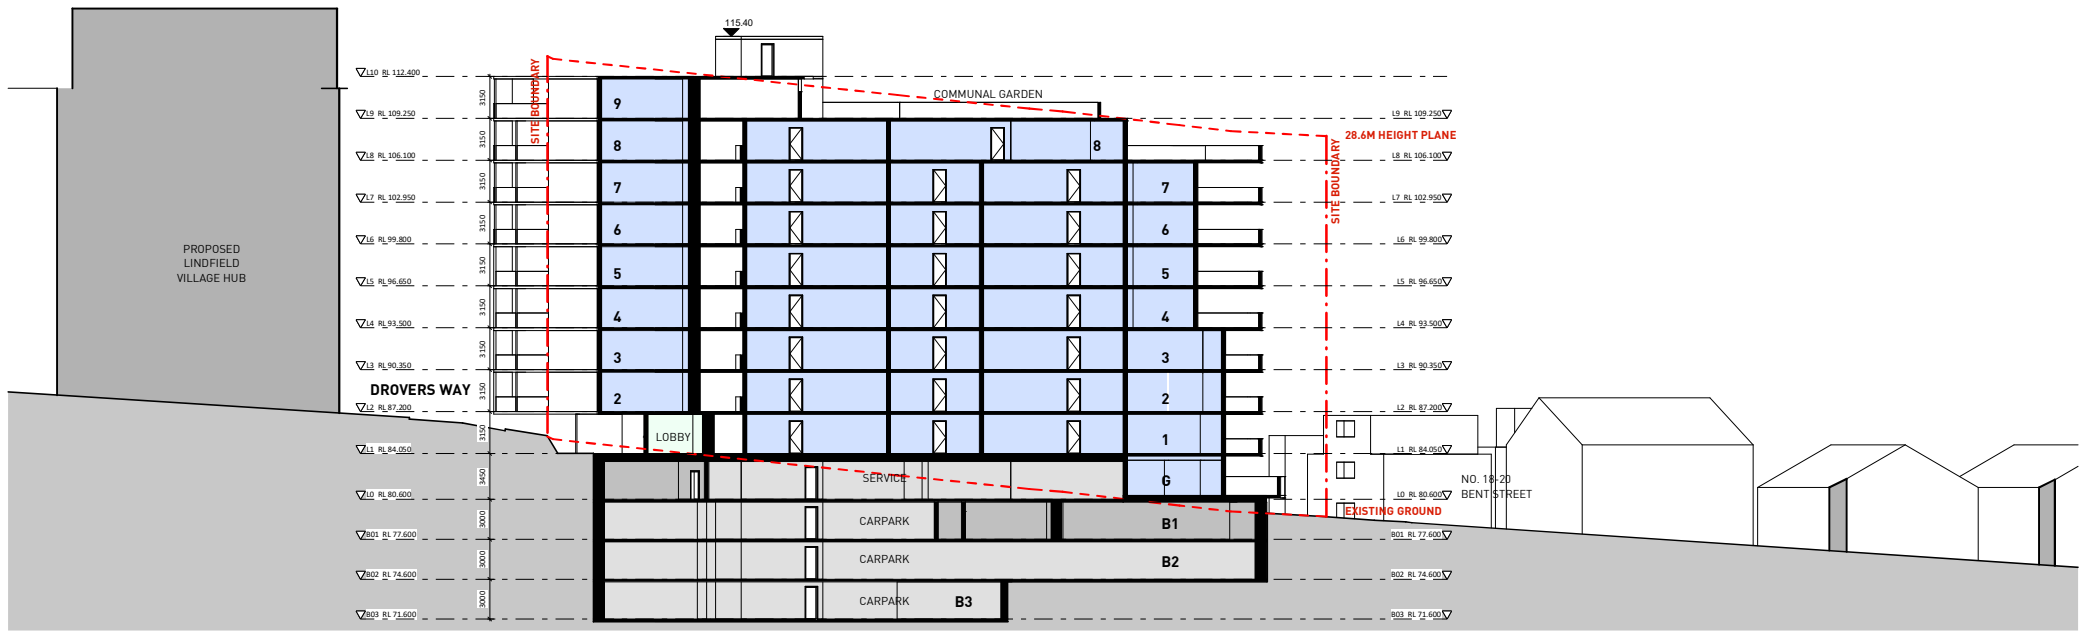 115.40
L10 RL 112.400
SITE BOUNDARY
3150
9
COMMUNAL GARDEN
L9 RL 109.250
L9 RL 109.250
28.6M HEIGHT PLANE
3150
8
8
L8 RL 106.100
L8 RL 106.100
SITE BOUNDARY
3150
7
7
L7 RL 102.950
L7 RL 102.950
3150
6
6
L6 RL 99.800
L6 RL 99.800
PROPOSED
LINDFIELD
VILLAGE HUB
3150
5
5
L5 RL 96.650
L5 RL 96.650
3150
4
4
L4 RL 93.500
L4 RL 93.500
3150
3
3
L3 RL 90.350
L3 RL 90.350
DROVERS WAY
3150
2
2
L2 RL 87.200
L2 RL 87.200
3150
LOBBY
1
L1 RL 84.050
L1 RL 84.050
3450
SERVICE
G
NO. 18-20
BENT STREET
L0 RL 80.600
L0 RL 80.600
EXISTING GROUND
3000
CARPARK
B1
B01 RL 77.600
B01 RL 77.600
3000
CARPARK
B2
B02 RL 74.600
B02 RL 74.600
3000
CARPARK
B3
B03 RL 71.600
B03 RL 71.600